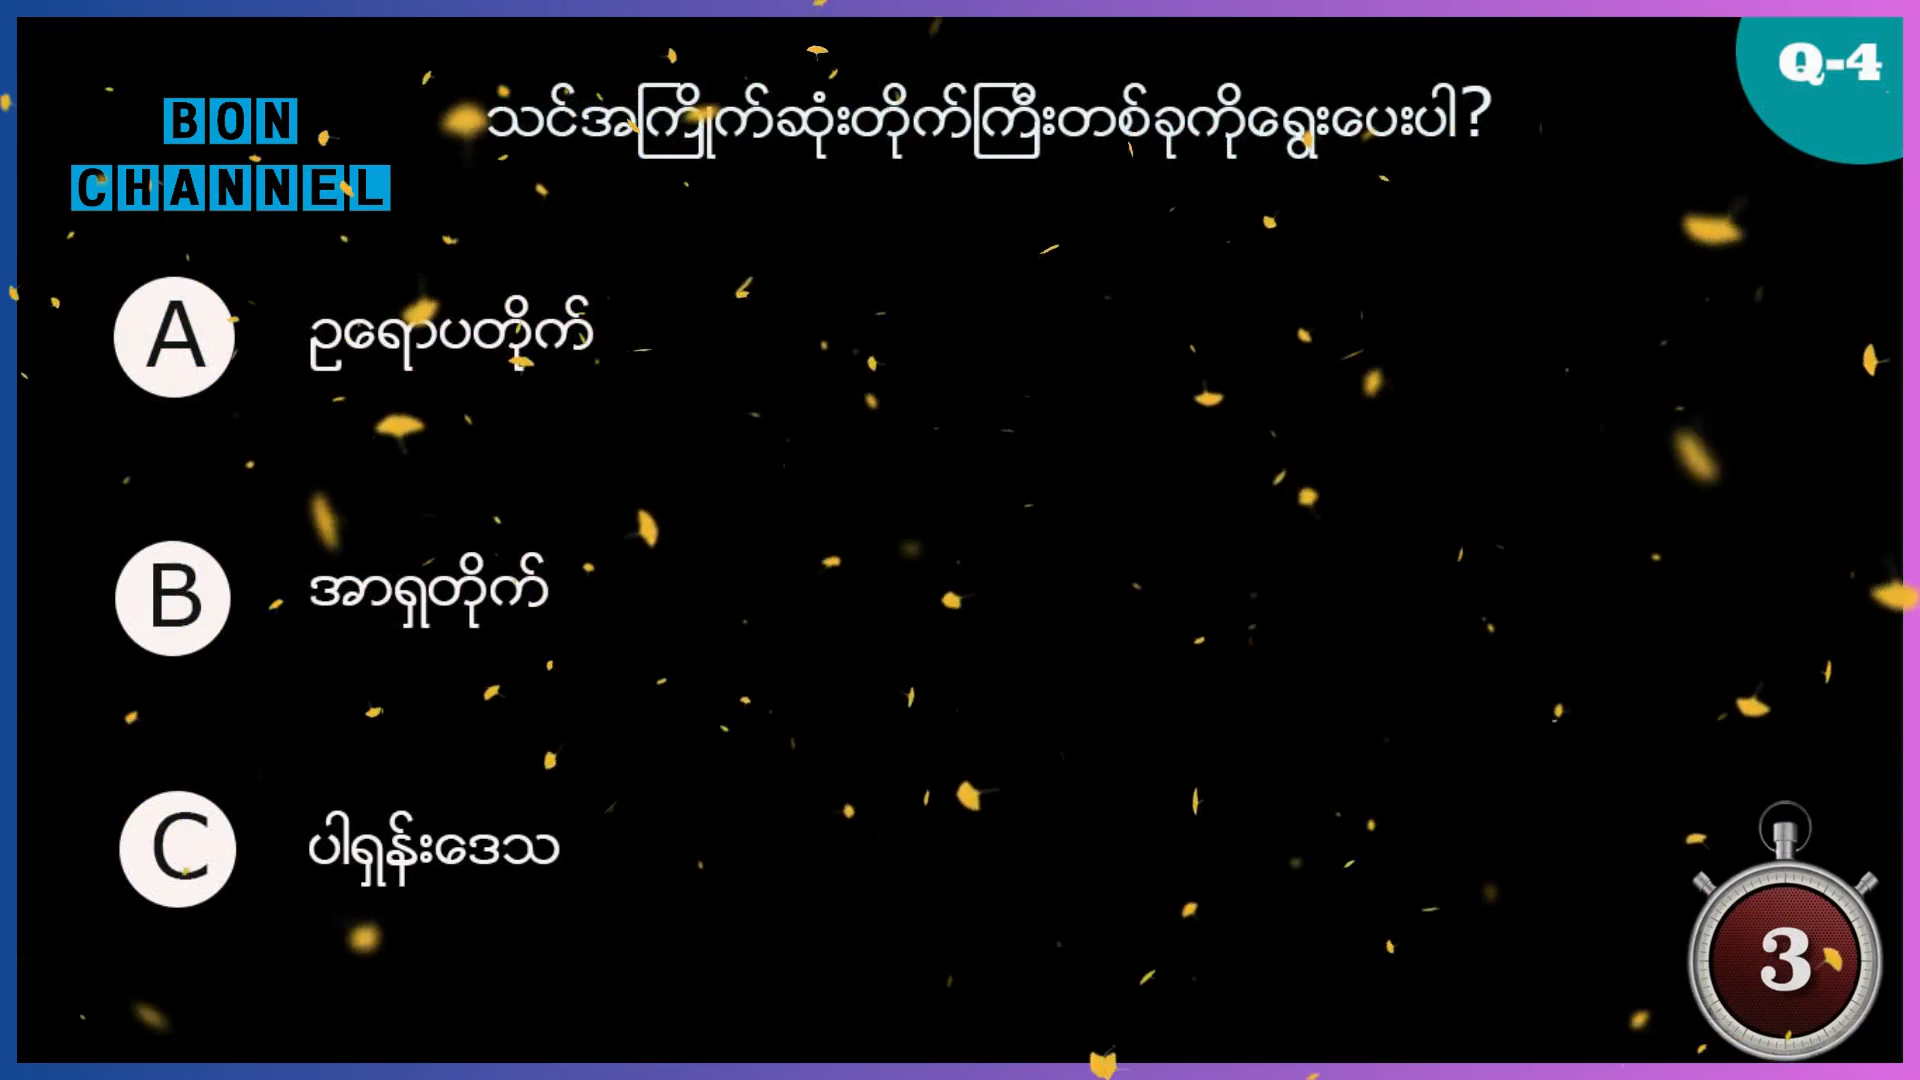 Q-4
BON
CHANNEL
သင်အကြိုက်ဆုံးတိုက်ကြီးတစ်ခုကိုရွေးပေးပါ?
A ဥရောပတိုက်
B အာရှတိုက်
C ပါရှန်းဒေသ
3